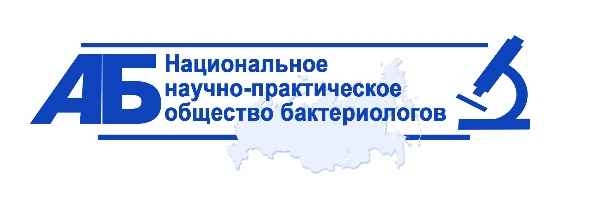 АБ
Национальное
научно-практическое
общество бактериологов